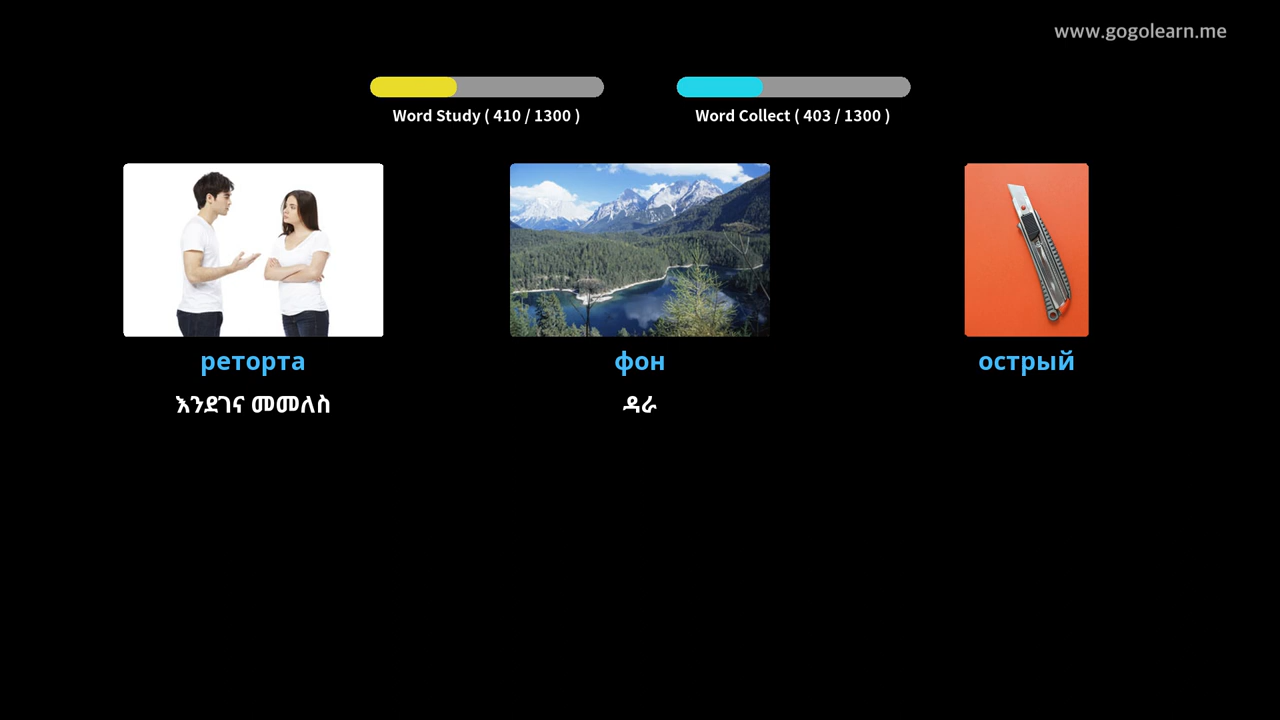 www.gogolearn.me
Word Study ( 410 / 1300 )
Word Collect ( 403 / 1300 )
реторта
фон
острый
እንደገና መመለስ
ዳራ